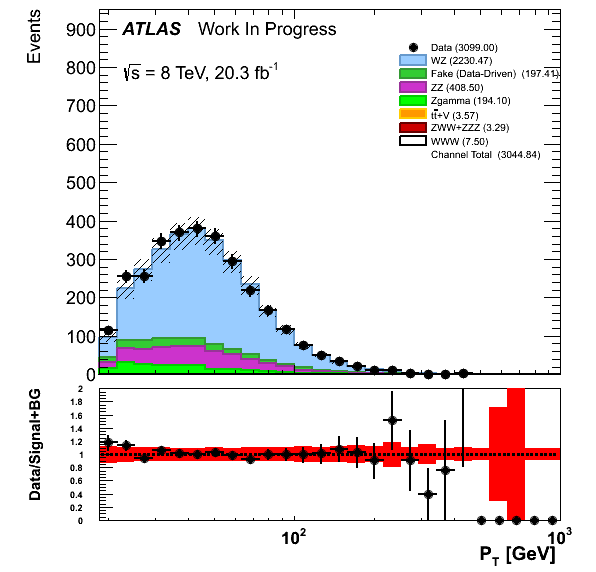 Events
900
800
700
600
500
400
300
200
100
0
ATLAS Work In Progress
√s = 8 TeV, 20.3 fb-1
Data (3099.00)
WZ (2230.47)
Fake (Data-Driven) (197.41)
ZZ (408.50)
Zgamma (194.10)
tt̄+V (3.57)
ZWW+ZZZ (3.29)
WWW (7.50)
Channel Total (3044.84)
Data/Signal+BG
2
1.8
1.6
1.4
1.2
1
0.8
0.6
0.4
0.2
0
10²
10³
PT [GeV]